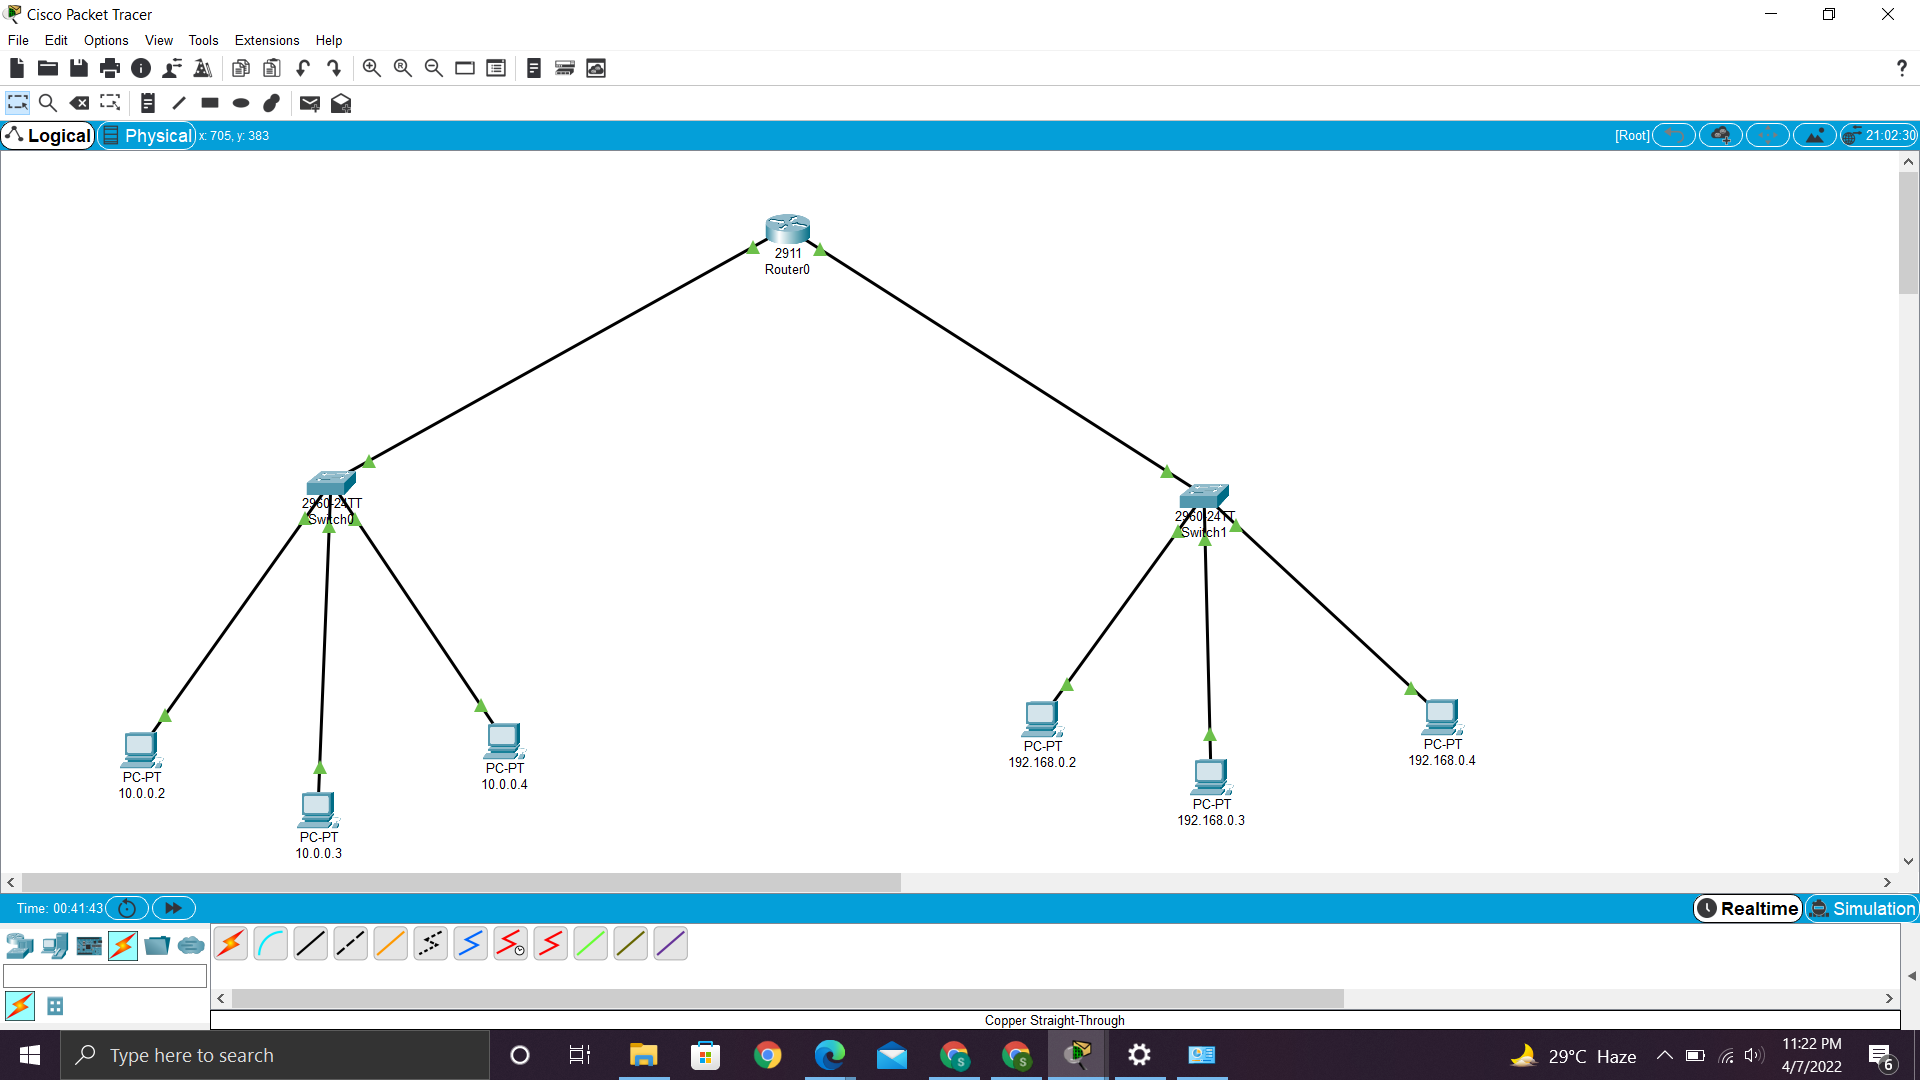 Cisco Packet Tracer
File Edit Options View Tools Extensions Help
?
Logical Physical x: 705, y: 383 [Root] 21:02:30
2911
Router0
2960-24TT
Switch0
2960-24TT
Switch1
PC-PT
10.0.0.2
PC-PT
10.0.0.3
PC-PT
10.0.0.4
PC-PT
192.168.0.2
PC-PT
192.168.0.3
PC-PT
192.168.0.4
Time: 00:41:43 Realtime Simulation
Copper Straight-Through
Type here to search
S
S
29°C Haze
11:22 PM
4/7/2022
6